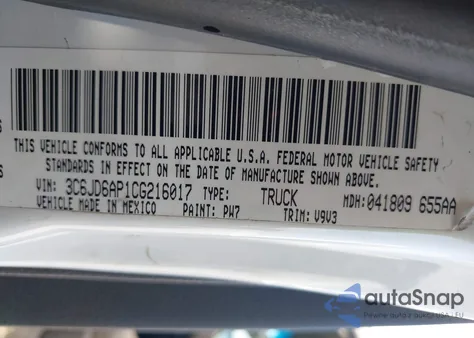 THIS VEHICLE CONFORMS TO ALL APPLICABLE U.S.A. FEDERAL MOTOR VEHICLE SAFETY
STANDARDS IN EFFECT ON THE DATE OF MANUFACTURE SHOWN ABOVE.
VIN: 3C6JD6AP1CG216017 TYPE: TRUCK MDH: 041809 655AA
VEHICLE MADE IN MEXICO PAINT: PW7 TRIM: V9V3
autaSnap